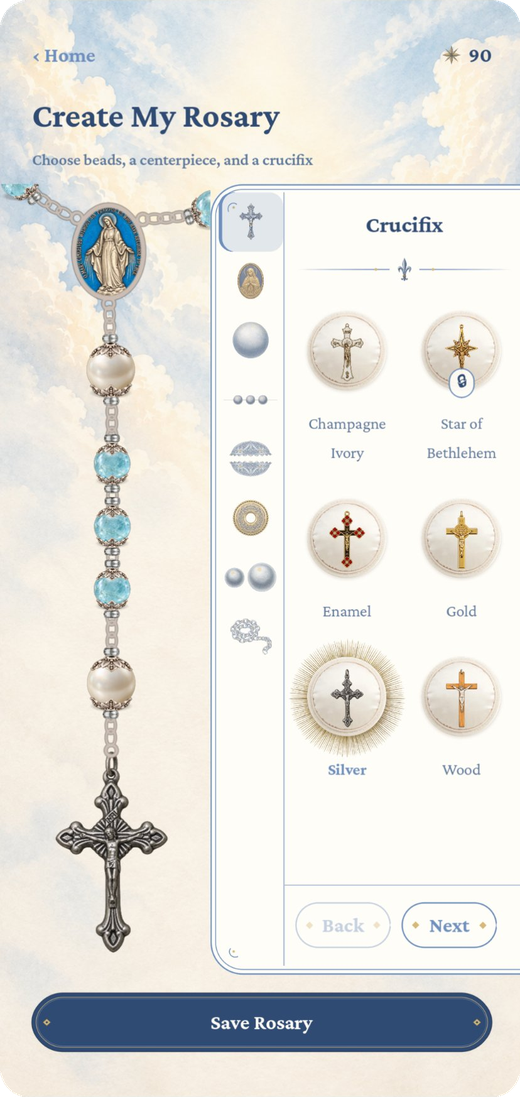 ‹ Home
90
Create My Rosary
Choose beads, a centerpiece, and a crucifix
Crucifix
Champagne
Ivory
Star of
Bethlehem
Enamel
Gold
Silver
Wood
Back
Next
Save Rosary